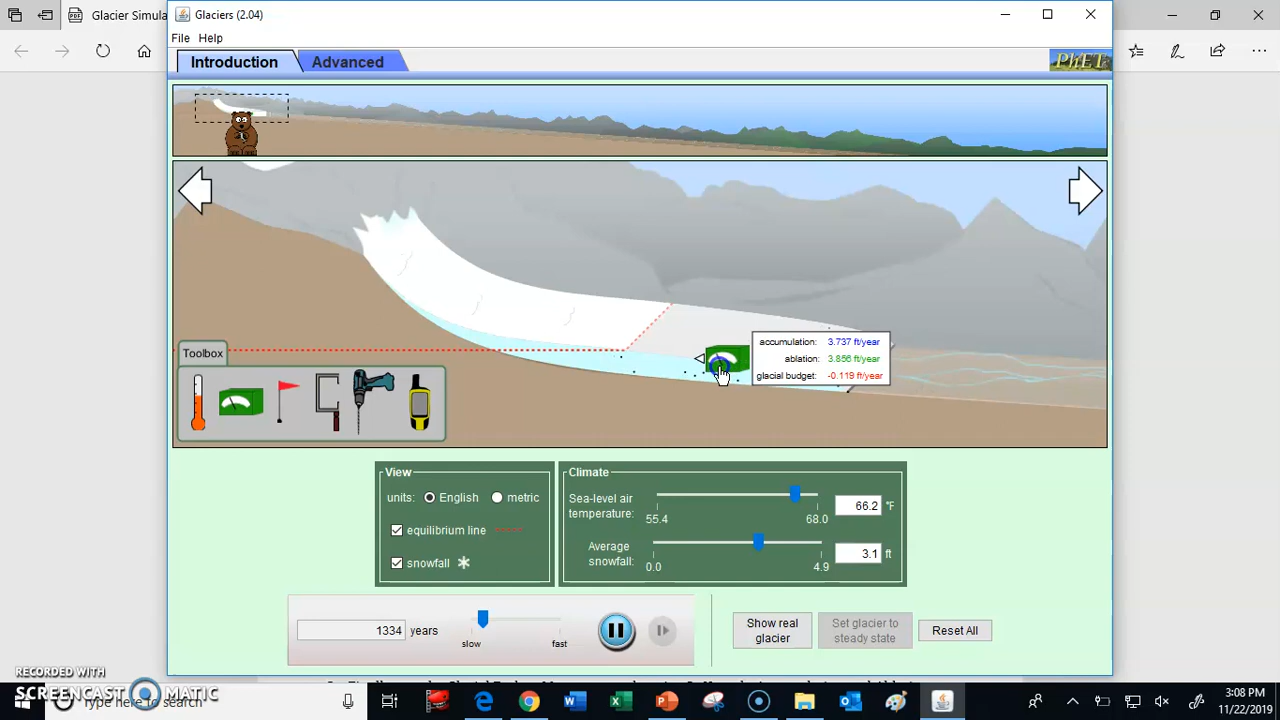 Glacier Simula
Glaciers (2.04)
File Help
Introduction Advanced
PhET
accumulation: 3.737 ft/year
ablation: 3.856 ft/year
glacial budget: -0.119 ft/year
Toolbox
View
units: English metric
equilibrium line
snowfall
Climate
Sea-level air temperature: 66.2 °F
55.4 68.0
Average snowfall: 3.1 ft
0.0 4.9
1334 years
slow fast
Show real glacier
Set glacier to steady state
Reset All
RECORDED WITH
SCREENCAST MATIC
Type here to search
3:08 PM
11/22/2019